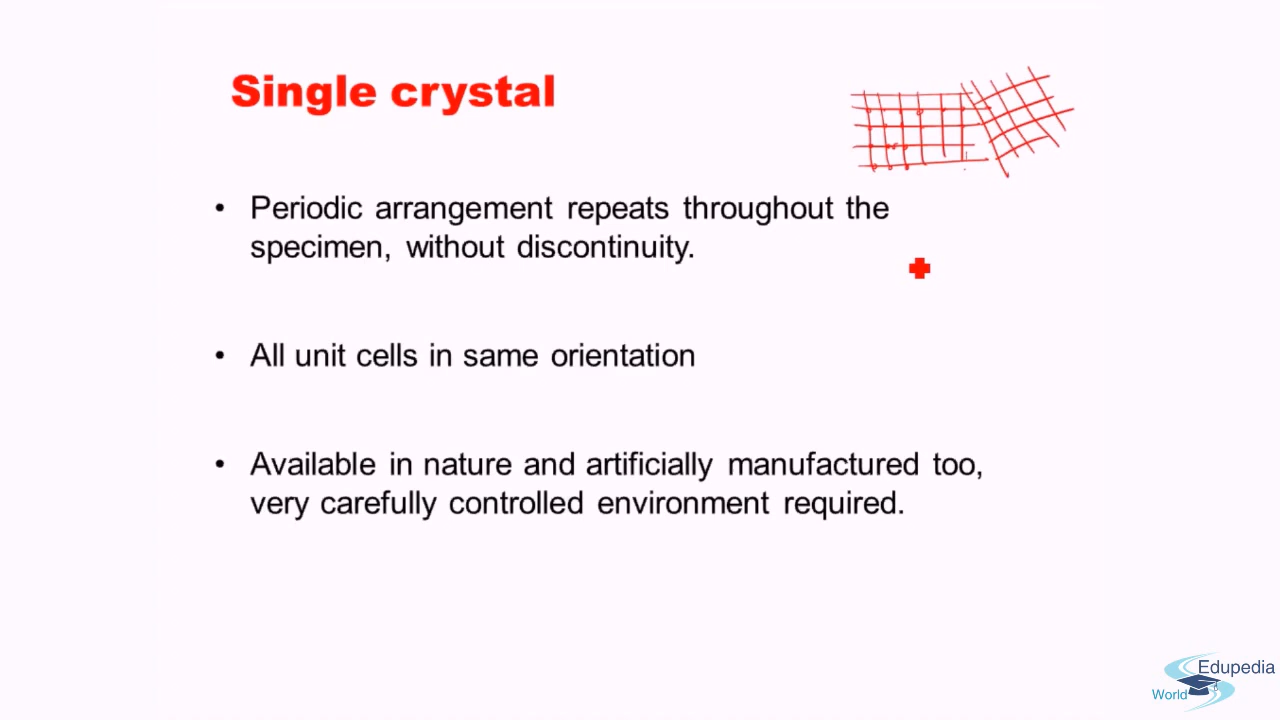 Single crystal
• Periodic arrangement repeats throughout the
specimen, without discontinuity.
• All unit cells in same orientation
• Available in nature and artificially manufactured too,
very carefully controlled environment required.
Edupedia
World